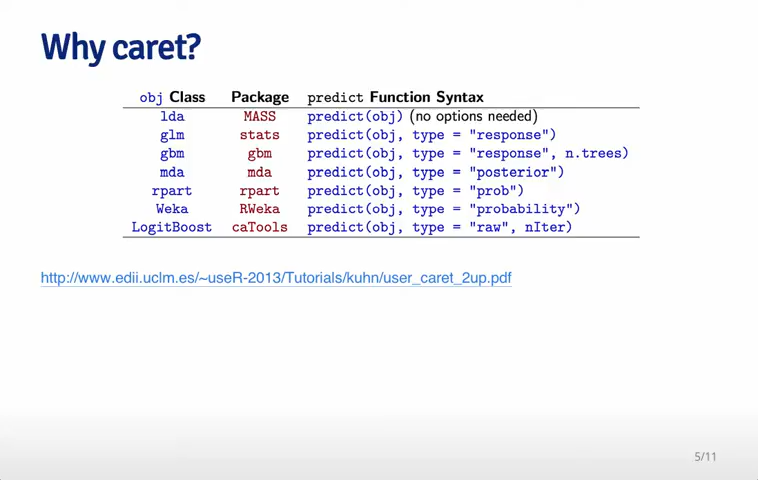 Why caret?
obj Class Package predict Function Syntax
lda MASS predict(obj) (no options needed)
glm stats predict(obj, type = "response")
gbm gbm predict(obj, type = "response", n.trees)
mda mda predict(obj, type = "posterior")
rpart rpart predict(obj, type = "prob")
Weka RWeka predict(obj, type = "probability")
LogitBoost caTools predict(obj, type = "raw", nIter)
http://www.edii.uclm.es/~useR-2013/Tutorials/kuhn/user_caret_2up.pdf
5/11